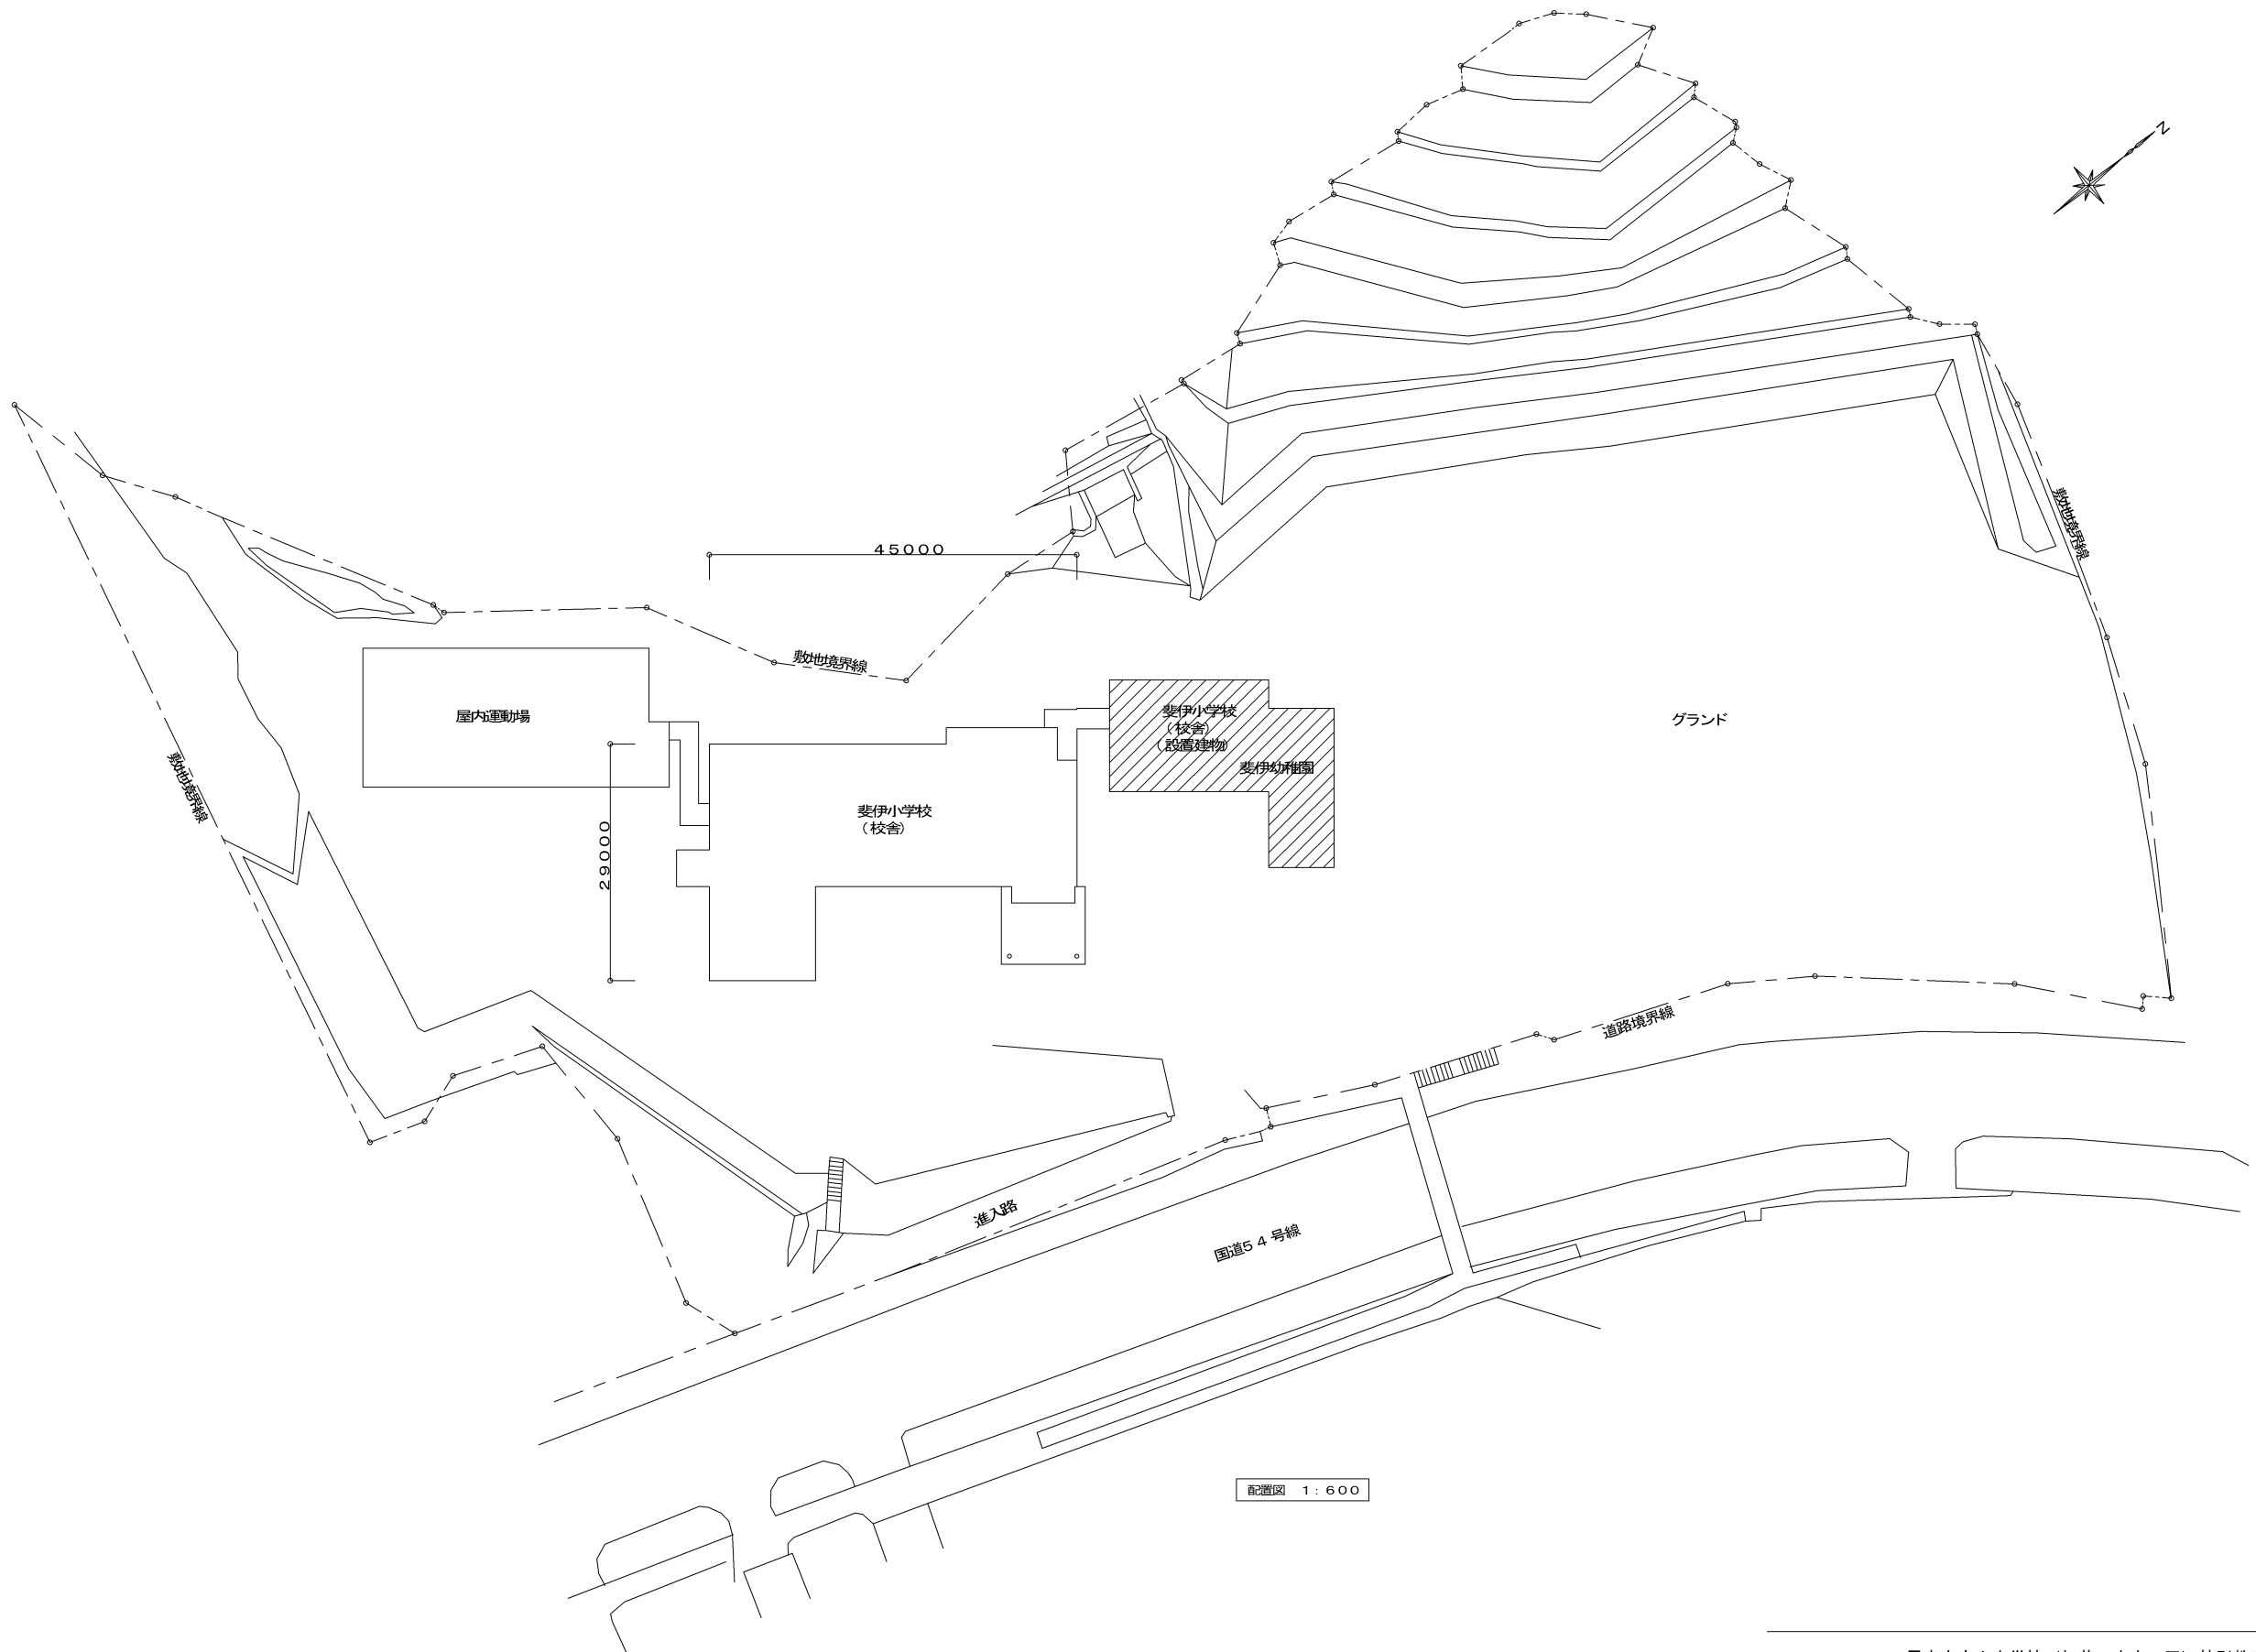 N
敷地境界線
45000
敷地境界線
屋内運動場
斐伊小学校
(校舎)
(設置建物)
グランド
敷地境界線
斐伊幼稚園
斐伊小学校
(校舎)
29000
道路境界線
進入路
国道54号線
配置図 1:600